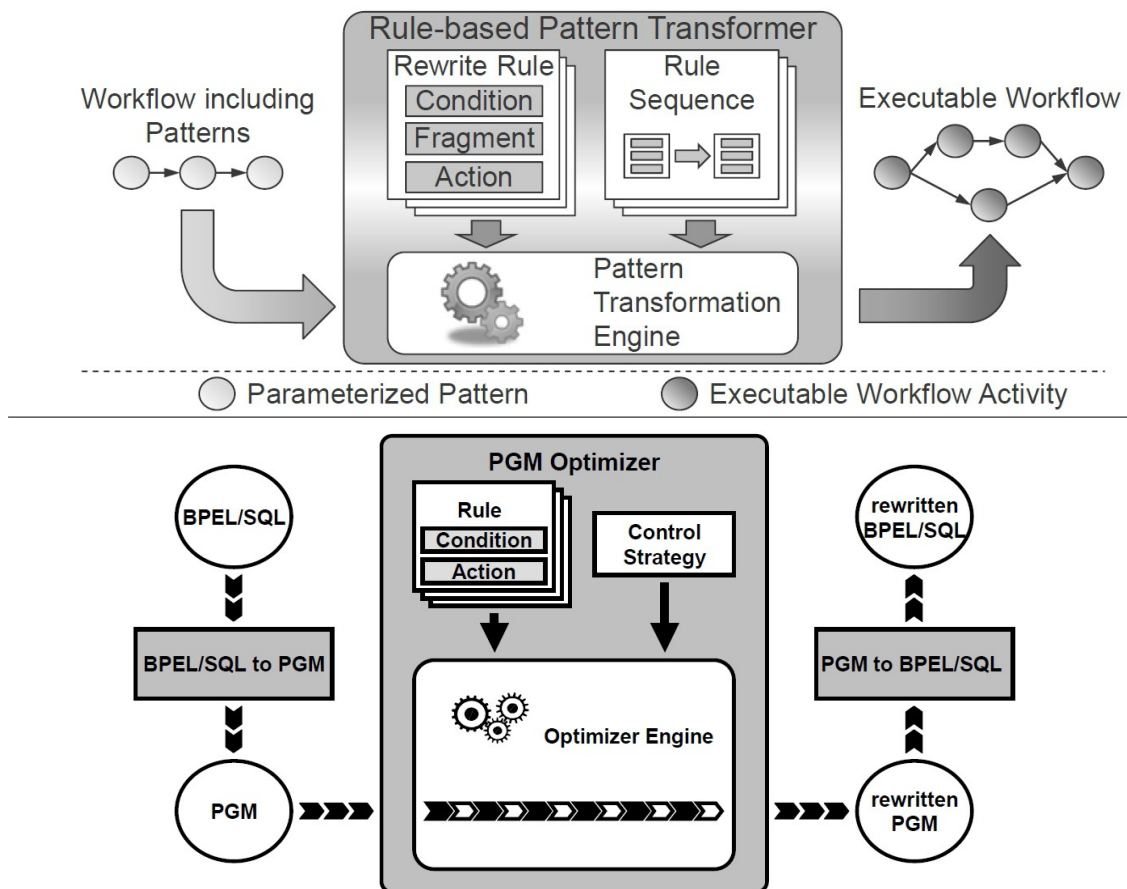 Rule-based Pattern Transformer
Workflow including
Patterns
Rewrite Rule
Condition
Fragment
Action
Rule
Sequence
Executable Workflow
Pattern
Transformation
Engine
Parameterized Pattern
Executable Workflow Activity
PGM Optimizer
BPEL/SQL
Rule
Condition
Action
Control
Strategy
rewritten
BPEL/SQL
BPEL/SQL to PGM
PGM to BPEL/SQL
Optimizer Engine
PGM
rewritten
PGM